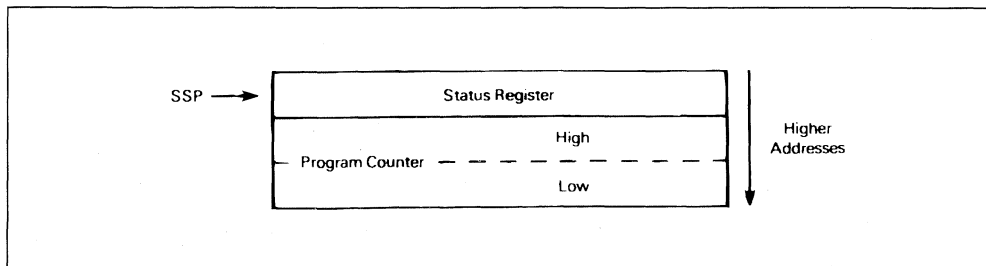 SSP
Status Register
High
Program Counter
Low
Higher
Addresses